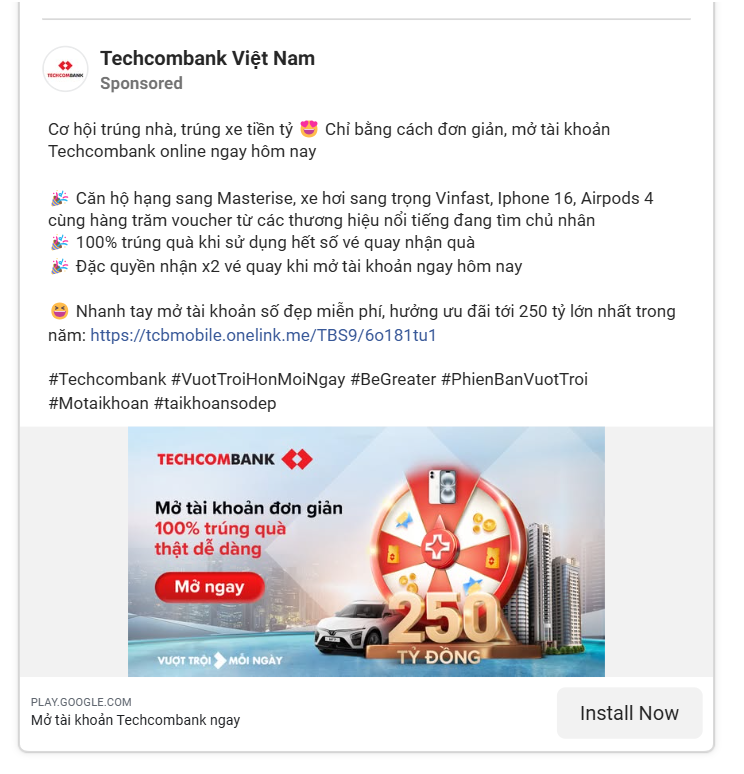 TECHCOMBANK
Techcombank Việt Nam
Sponsored
Cơ hội trúng nhà, trúng xe tiền tỷ 😍 Chỉ bằng cách đơn giản, mở tài khoản
Techcombank online ngay hôm nay
🎉 Căn hộ hạng sang Masterise, xe hơi sang trọng Vinfast, Iphone 16, Airpods 4
cùng hàng trăm voucher từ các thương hiệu nổi tiếng đang tìm chủ nhân
🎉 100% trúng quà khi sử dụng hết số vé quay nhận quà
🎉 Đặc quyền nhận x2 vé quay khi mở tài khoản ngay hôm nay
😆 Nhanh tay mở tài khoản số đẹp miễn phí, hưởng ưu đãi tới 250 tỷ lớn nhất trong
năm: https://tcbmobile.onelink.me/TBS9/6o181tu1
#Techcombank #VuotTroiHonMoiNgay #BeGreater #PhienBanVuotTroi
#Motaikhoan #taikhoansodep
TECHCOMBANK
Mở tài khoản đơn giản
100% trúng quà
thật dễ dàng
Mở ngay
250
TỶ ĐỒNG
VƯỢT TRỘI MỖI NGÀY
PLAY.GOOGLE.COM
Mở tài khoản Techcombank ngay
Install Now